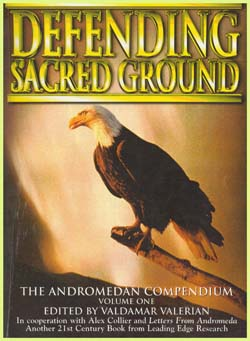 DEFENDING
SACRED GROUND
THE ANDROMEDAN COMPENDIUM
VOLUME ONE
EDITED BY VALDAMAR VALERIAN
In cooperation with Alex Collier and Letters From Andromeda
Another 21st Century Book from Leading Edge Research